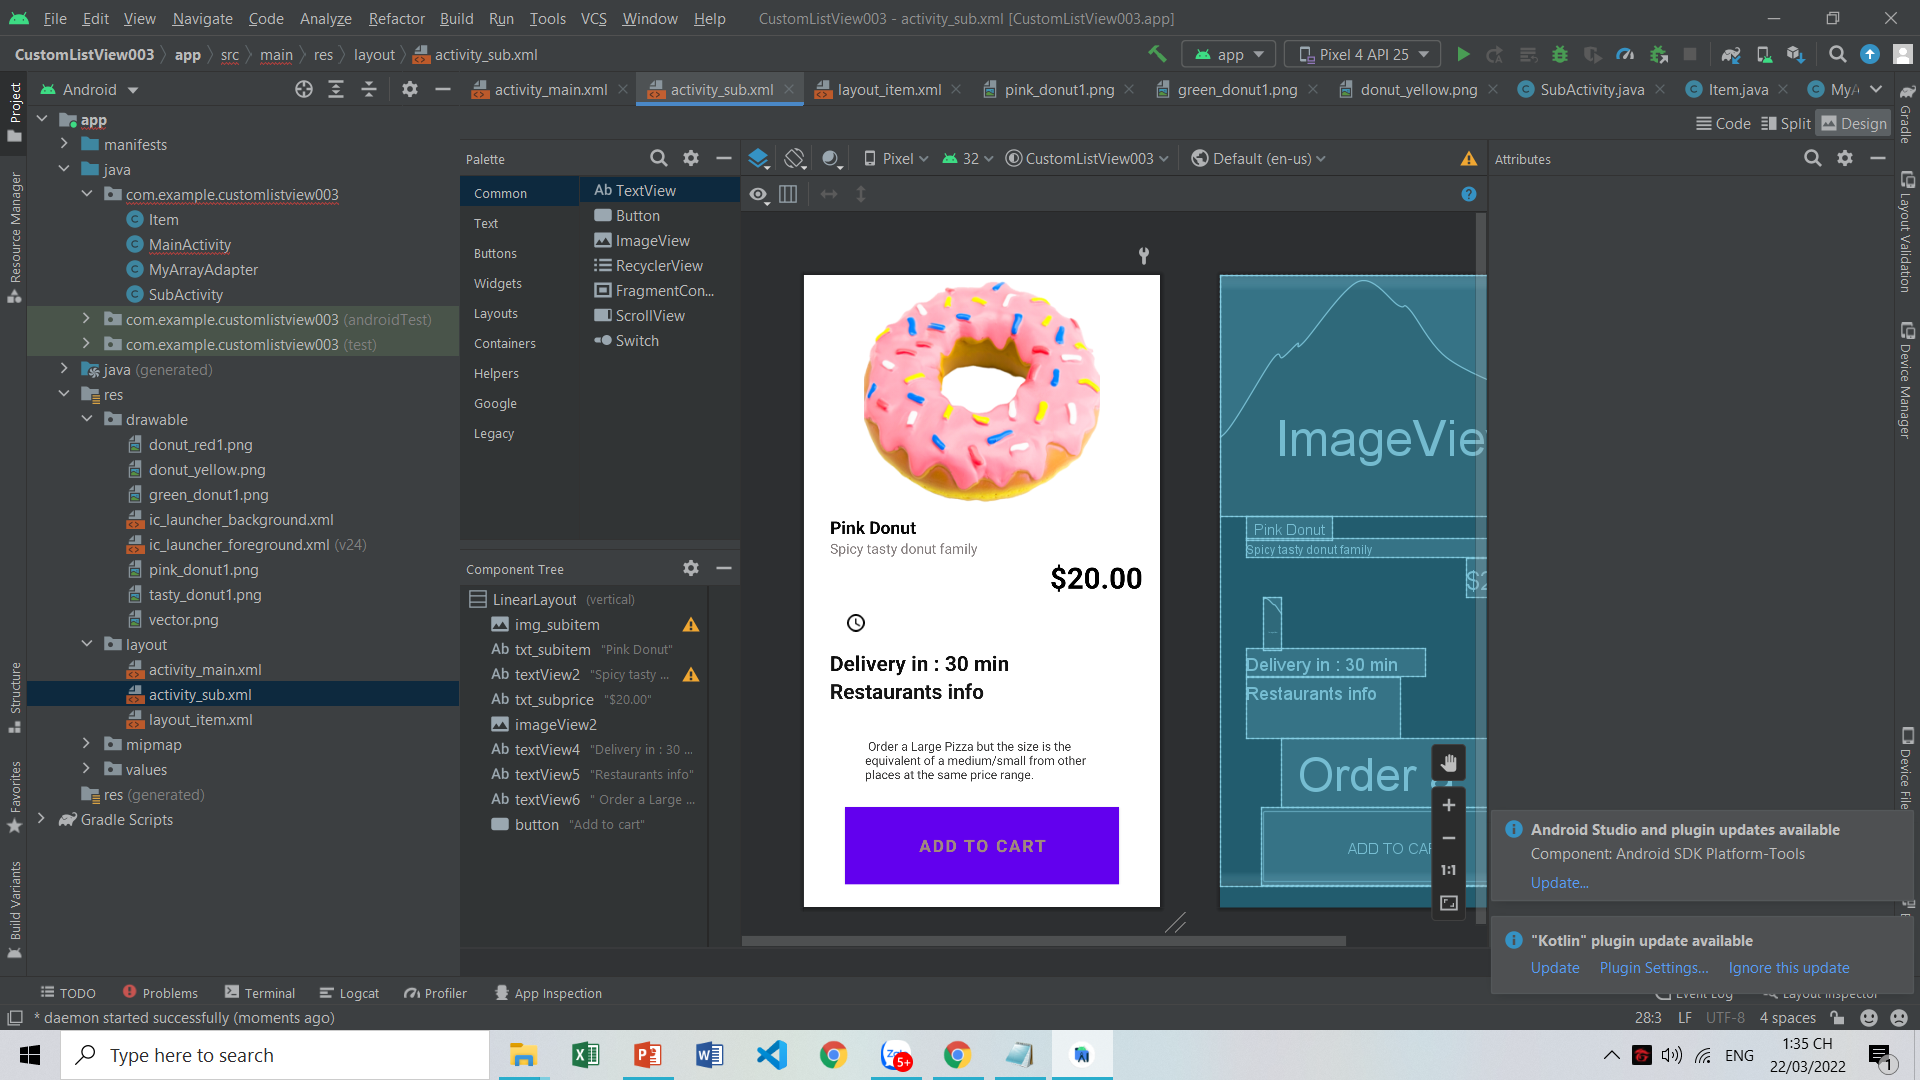 File Edit View Navigate Code Analyze Refactor Build Run Tools VCS Window Help CustomListView003 - activity_sub.xml [CustomListView003.app]
CustomListView003 app src main res layout activity_sub.xml app Pixel 4 API 25
Android activity_main.xml activity_sub.xml layout_item.xml pink_donut1.png green_donut1.png donut_yellow.png SubActivity.java Item.java MyA
Code Split Design
Project
Resource Manager
Structure
Favorites
Build Variants
app
manifests
java
com.example.customlistview003
Item
MainActivity
MyArrayAdapter
SubActivity
com.example.customlistview003 (androidTest)
com.example.customlistview003 (test)
java (generated)
res
drawable
donut_red1.png
donut_yellow.png
green_donut1.png
ic_launcher_background.xml
ic_launcher_foreground.xml (v24)
pink_donut1.png
tasty_donut1.png
vector.png
layout
activity_main.xml
activity_sub.xml
layout_item.xml
mipmap
values
res (generated)
Gradle Scripts
Palette
Common
Text
Buttons
Widgets
Layouts
Containers
Helpers
Google
Legacy
Ab TextView
Button
ImageView
RecyclerView
FragmentCon...
ScrollView
Switch
Component Tree
LinearLayout (vertical)
img_subitem
Ab txt_subitem "Pink Donut"
Ab textView2 "Spicy tasty ...
Ab txt_subprice "$20.00"
imageView2
Ab textView4 "Delivery in : 30 ...
Ab textView5 "Restaurants info"
Ab textView6 " Order a Large ...
button "Add to cart"
Pixel 32 CustomListView003 Default (en-us)
Pink Donut
Spicy tasty donut family
$20.00
Delivery in : 30 min
Restaurants info
Order a Large Pizza but the size is the
equivalent of a medium/small from other
places at the same price range.
ADD TO CART
ImageVie
Pink Donut
Spicy tasty donut family
$2
Delivery in : 30 min
Restaurants info
Order
ADD TO CAR
1:1
Attributes
Gradle
Layout Validation
Device Manager
Device File
Android Studio and plugin updates available
Component: Android SDK Platform-Tools
Update...
"Kotlin" plugin update available
Update Plugin Settings... Ignore this update
TODO Problems Terminal Logcat Profiler App Inspection Event Log Layout Inspector
* daemon started successfully (moments ago) 28:3 LF UTF-8 4 spaces
Type here to search
5+
ENG
1:35 CH
22/03/2022
1